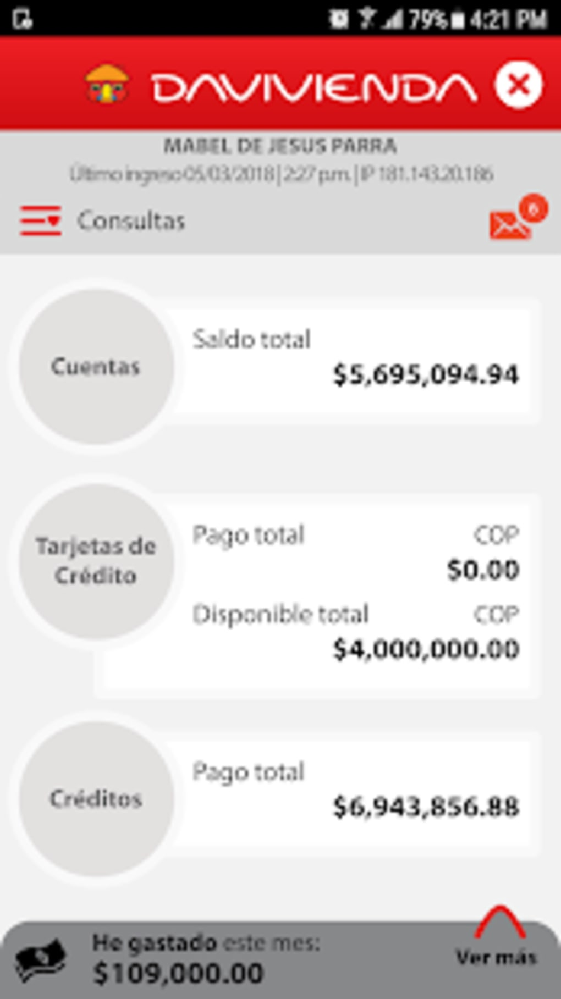 79% 4:21 PM
DAVIVIENDA
MABEL DE JESUS PARRA
Último ingreso 05/03/2018 | 2:27 p.m. | IP 181.143.20.186
Consultas
6
Cuentas
Saldo total
$5,695,094.94
Tarjetas de
Crédito
Pago total COP
$0.00
Disponible total COP
$4,000,000.00
Créditos
Pago total
$6,943,856.88
He gastado este mes:
$109,000.00
Ver más